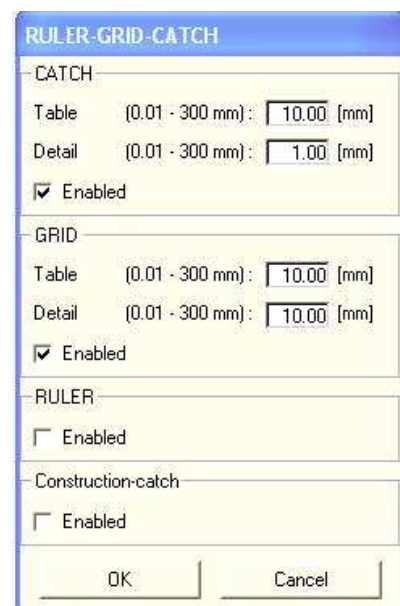 RULER-GRID-CATCH
CATCH
Table (0.01 - 300 mm) : 10.00 [mm]
Detail (0.01 - 300 mm) : 1.00 [mm]
Enabled
GRID
Table (0.01 - 300 mm) : 10.00 [mm]
Detail (0.01 - 300 mm) : 10.00 [mm]
Enabled
RULER
Enabled
Construction-catch
Enabled
OK Cancel